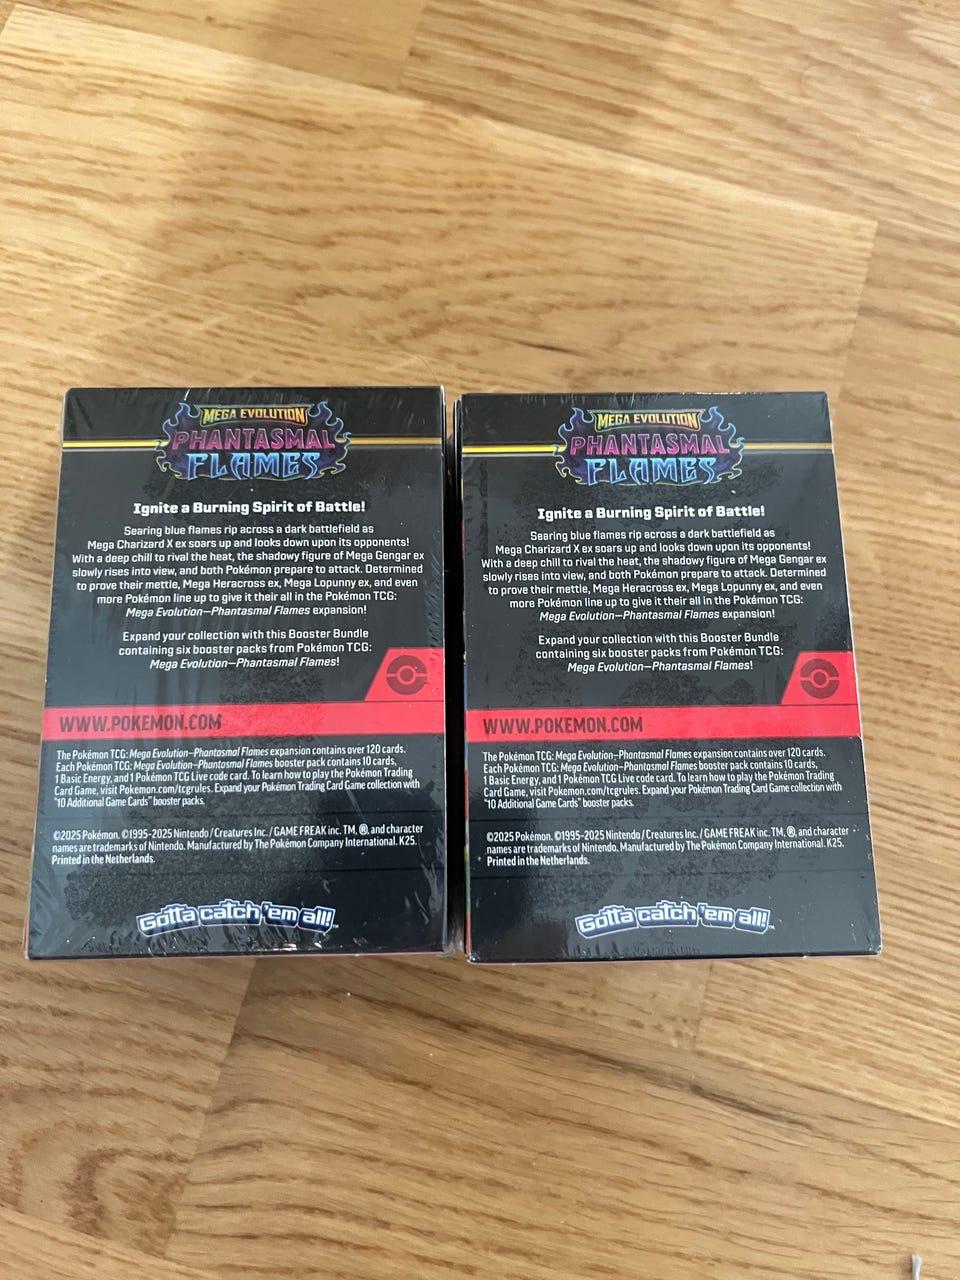 MEGA EVOLUTION
PHANTASMAL
FLAMES
Ignite a Burning Spirit of Battle!
Searing blue flames rip across a dark battlefield as
Mega Charizard X ex soars up and looks down upon its opponents!
With a deep chill to rival the heat, the shadowy figure of Mega Gengar ex
slowly rises into view, and both Pokémon prepare to attack. Determined
to prove their mettle, Mega Heracross ex, Mega Lopunny ex, and even
more Pokémon line up to give it their all in the Pokémon TCG:
Mega Evolution—Phantasmal Flames expansion!
Expand your collection with this Booster Bundle
containing six booster packs from Pokémon TCG:
Mega Evolution—Phantasmal Flames!
WWW.POKEMON.COM
The Pokémon TCG: Mega Evolution—Phantasmal Flames expansion contains over 120 cards.
Each Pokémon TCG: Mega Evolution—Phantasmal Flames booster pack contains 10 cards,
1 Basic Energy, and 1 Pokémon TCG Live code card. To learn how to play the Pokémon Trading
Card Game, visit Pokemon.com/tcgrules. Expand your Pokémon Trading Card Game collection with
"10 Additional Game Cards" booster packs.
©2025 Pokémon. ©1995-2025 Nintendo / Creatures Inc. / GAME FREAK inc. TM, ®, and character
names are trademarks of Nintendo. Manufactured by The Pokémon Company International. K25.
Printed in the Netherlands.
Gotta catch 'em all!™
MEGA EVOLUTION
PHANTASMAL
FLAMES
Ignite a Burning Spirit of Battle!
Searing blue flames rip across a dark battlefield as
Mega Charizard X ex soars up and looks down upon its opponents!
With a deep chill to rival the heat, the shadowy figure of Mega Gengar ex
slowly rises into view, and both Pokémon prepare to attack. Determined
to prove their mettle, Mega Heracross ex, Mega Lopunny ex, and even
more Pokémon line up to give it their all in the Pokémon TCG:
Mega Evolution—Phantasmal Flames expansion!
Expand your collection with this Booster Bundle
containing six booster packs from Pokémon TCG:
Mega Evolution—Phantasmal Flames!
WWW.POKEMON.COM
The Pokémon TCG: Mega Evolution—Phantasmal Flames expansion contains over 120 cards.
Each Pokémon TCG: Mega Evolution—Phantasmal Flames booster pack contains 10 cards,
1 Basic Energy, and 1 Pokémon TCG Live code card. To learn how to play the Pokémon Trading
Card Game, visit Pokemon.com/tcgrules. Expand your Pokémon Trading Card Game collection with
"10 Additional Game Cards" booster packs.
©2025 Pokémon. ©1995-2025 Nintendo / Creatures Inc. / GAME FREAK inc. TM, ®, and character
names are trademarks of Nintendo. Manufactured by The Pokémon Company International. K25.
Printed in the Netherlands.
Gotta catch 'em all!™